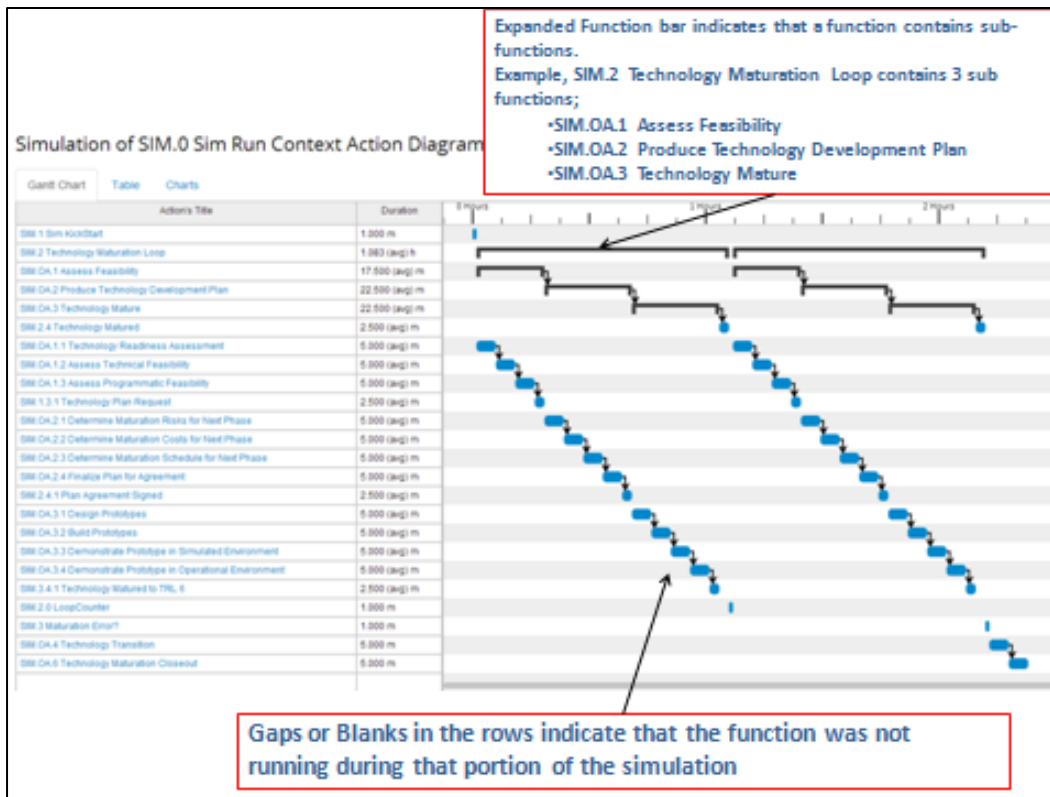 Expanded Function bar indicates that a function contains sub-
functions.
Example, SIM.2 Technology Maturation Loop contains 3 sub
functions;
•SIM.OA.1 Assess Feasibility
•SIM.OA.2 Produce Technology Development Plan
•SIM.OA.3 Technology Mature
Simulation of SIM.0 Sim Run Context Action Diagram
Gantt Chart Table Charts
Action's Title Duration 0 Hours 1 Hours 2 Hours
SIM.1 Sim KickStart 1.000 m
SIM.2 Technology Maturation Loop 1.083 (avg) h
SIM.OA.1 Assess Feasibility 17.500 (avg) m
SIM.OA.2 Produce Technology Development Plan 22.500 (avg) m
SIM.OA.3 Technology Mature 22.500 (avg) m
SIM.2.4 Technology Matured 2.500 (avg) m
SIM.OA.1.1 Technology Readiness Assessment 5.000 (avg) m
SIM.OA.1.2 Assess Technical Feasibility 5.000 (avg) m
SIM.OA.1.3 Assess Programmatic Feasibility 5.000 (avg) m
SIM.1.3.1 Technology Plan Request 2.500 (avg) m
SIM.OA.2.1 Determine Maturation Risks for Next Phase 5.000 (avg) m
SIM.OA.2.2 Determine Maturation Costs for Next Phase 5.000 (avg) m
SIM.OA.2.3 Determine Maturation Schedule for Next Phase 5.000 (avg) m
SIM.OA.2.4 Finalize Plan for Agreement 5.000 (avg) m
SIM.2.4.1 Plan Agreement Signed 2.500 (avg) m
SIM.OA.3.1 Design Prototypes 5.000 (avg) m
SIM.OA.3.2 Build Prototypes 5.000 (avg) m
SIM.OA.3.3 Demonstrate Prototype in Simulated Environment 5.000 (avg) m
SIM.OA.3.4 Demonstrate Prototype in Operational Environment 5.000 (avg) m
SIM.3.4.1 Technology Matured to TRL 6 2.500 (avg) m
SIM.2.0 LoopCounter 1.000 m
SIM.3 Maturation Error? 1.000 m
SIM.OA.4 Technology Transition 5.000 m
SIM.OA.6 Technology Maturation Closeout 5.000 m
Gaps or Blanks in the rows indicate that the function was not
running during that portion of the simulation